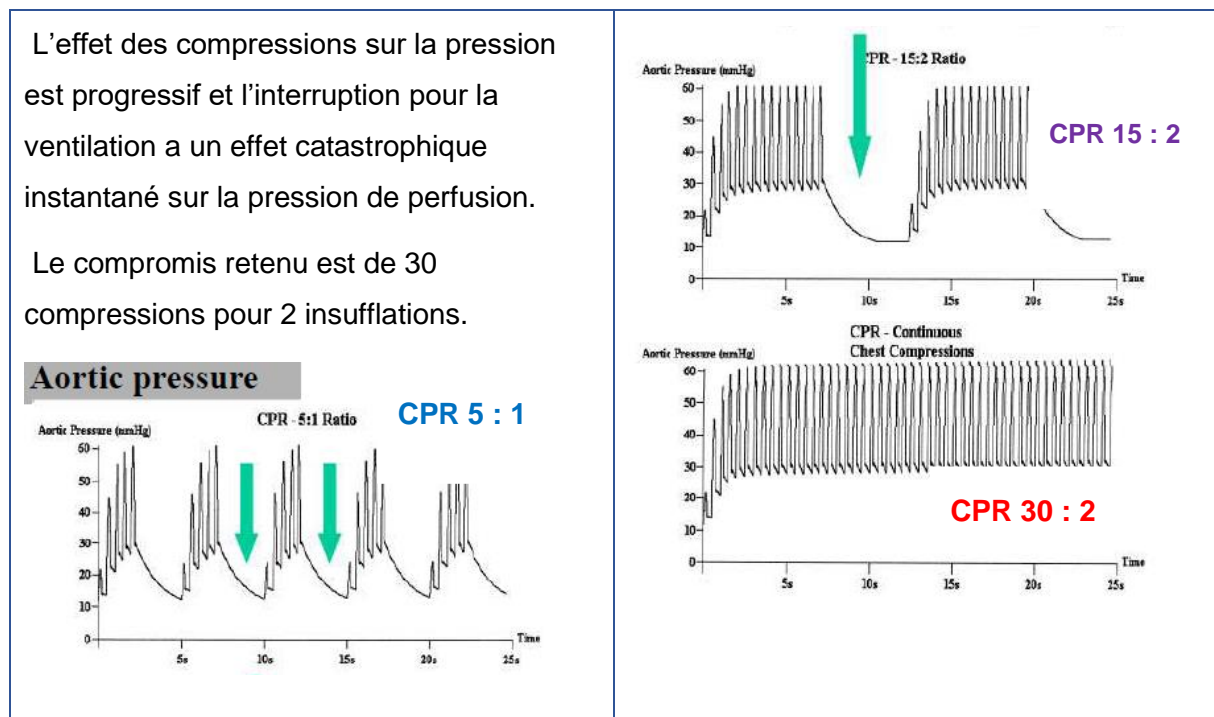 L'effet des compressions sur la pression
est progressif et l'interruption pour la
ventilation a un effet catastrophique
instantané sur la pression de perfusion.
Le compromis retenu est de 30
compressions pour 2 insufflations.
Aortic pressure
CPR - 5:1 Ratio
CPR 5 : 1
Aortic Pressure (mmHg)
60
50
40
30
20
10
0
Time
5s
10s
15s
20s
25s
CPR - 15:2 Ratio
Aortic Pressure (mmHg)
CPR 15 : 2
60
50
40
30
20
10
0
Time
5s
10s
15s
20s
25s
CPR - Continuous
Chest Compressions
Aortic Pressure (mmHg)
60
50
40
30
20
10
0
CPR 30 : 2
Time
5s
10s
15s
20s
25s